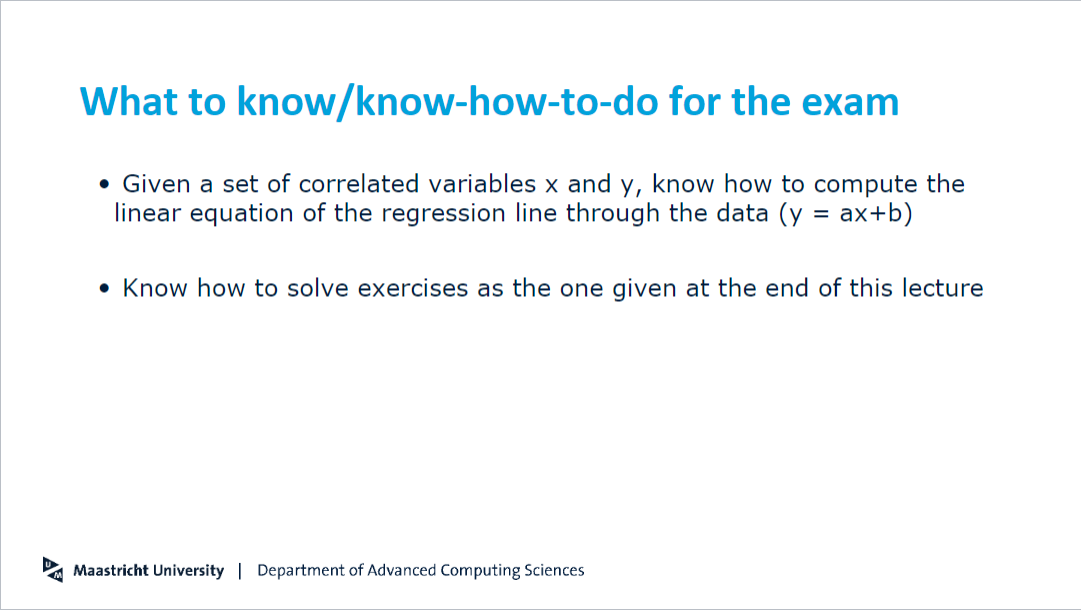 What to know/know-how-to-do for the exam
• Given a set of correlated variables x and y, know how to compute the
linear equation of the regression line through the data (y = ax+b)
• Know how to solve exercises as the one given at the end of this lecture
UM Maastricht University | Department of Advanced Computing Sciences